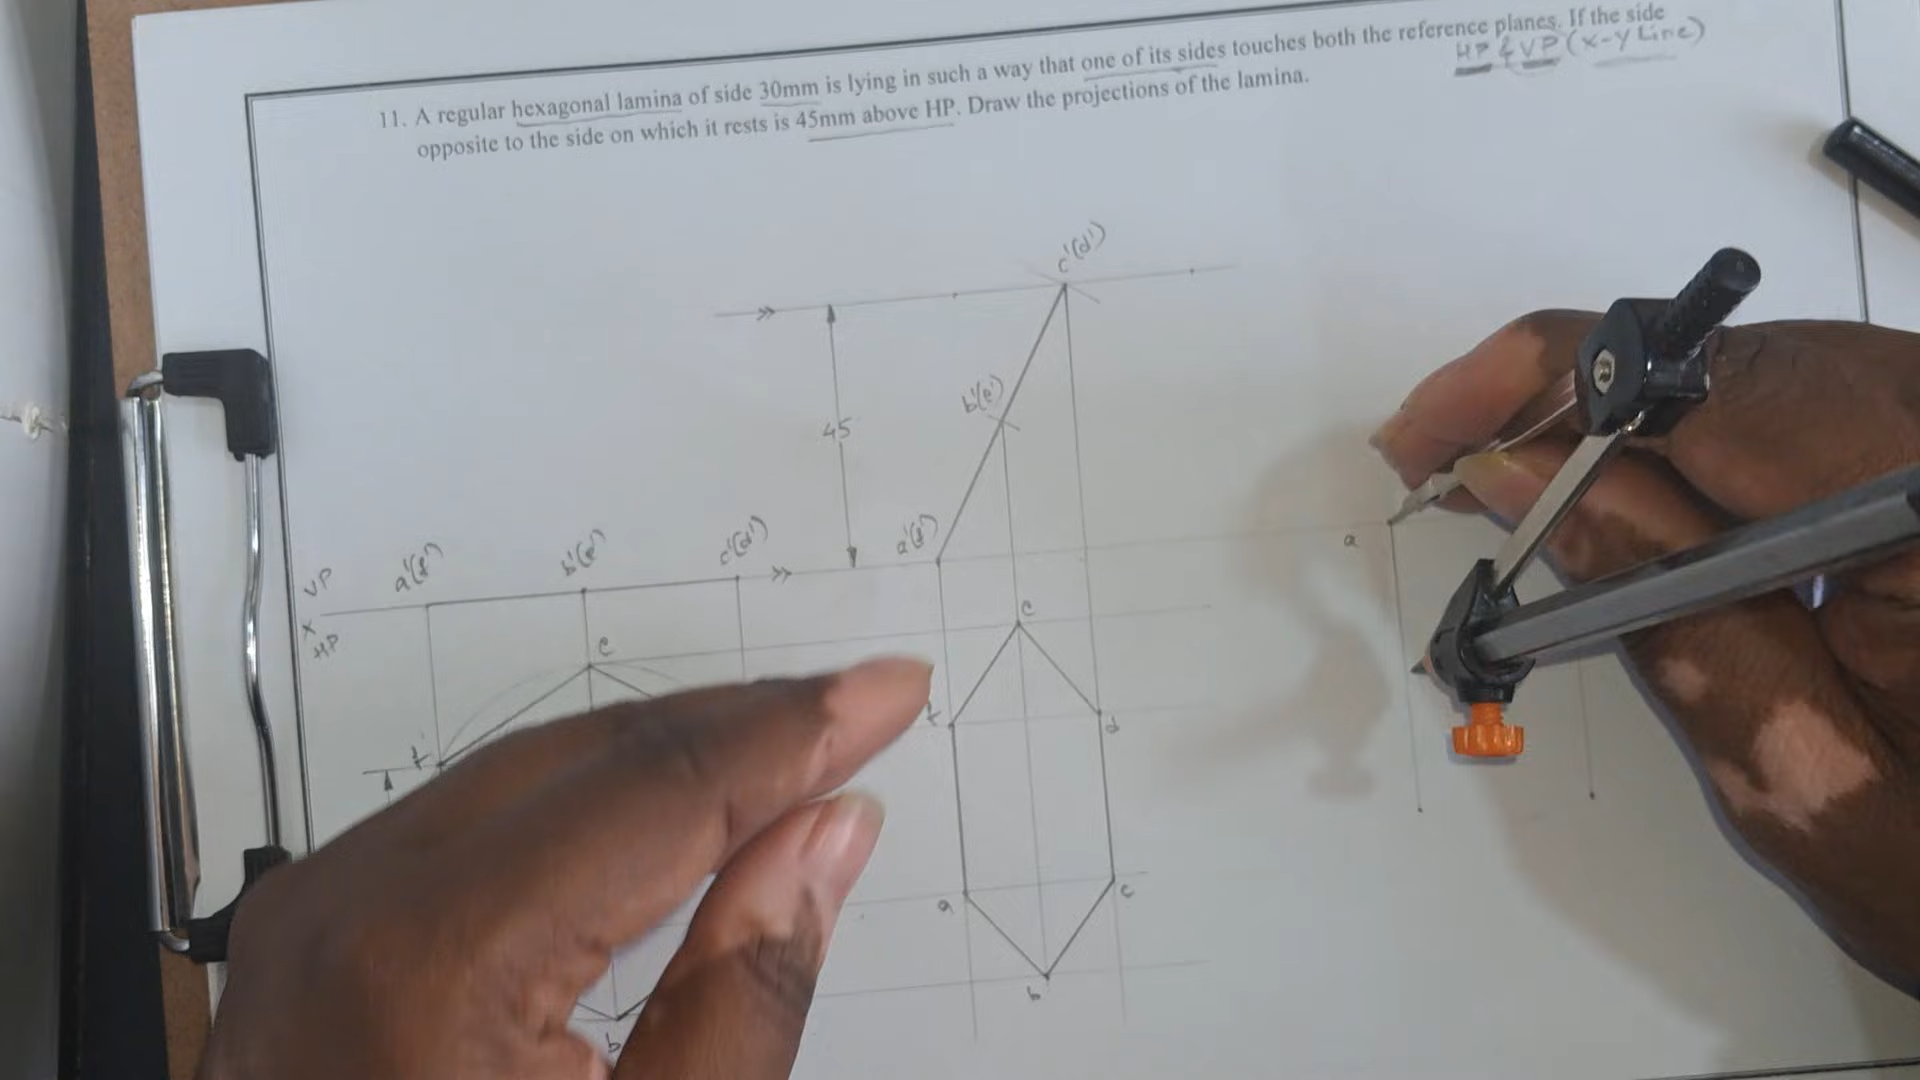 11. A regular hexagonal lamina of side 30mm is lying in such a way that one of its sides touches both the reference planes. If the side
opposite to the side on which it rests is 45mm above HP. Draw the projections of the lamina.
HP & VP (X-Y Line)
c'(d')
b'(e')
45
a'(f')
a
VP
X
HP
a'(f')
b'(e')
c'(d')
e
e
f
f
d
a
c
b
b